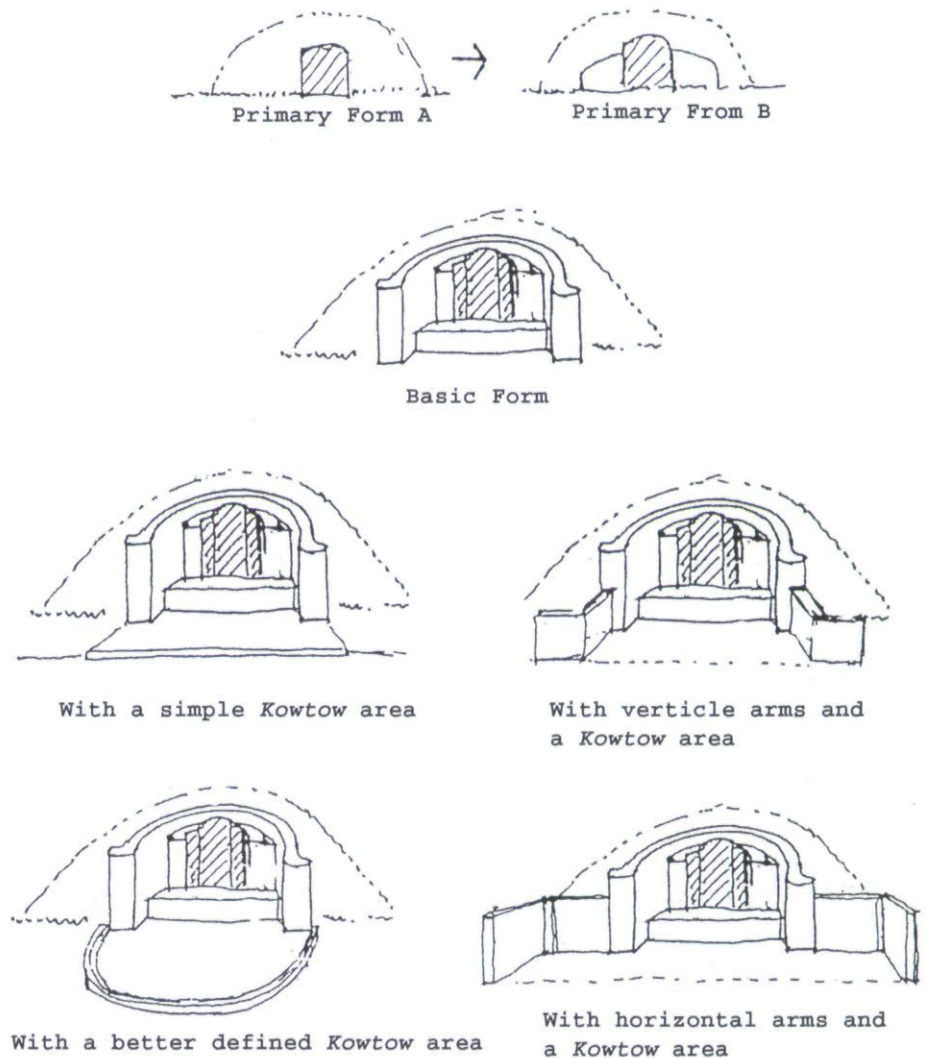 Primary Form A
Primary From B
Basic Form
With a simple Kowtow area
With verticle arms and
a Kowtow area
With a better defined Kowtow area
With horizontal arms and
a Kowtow area